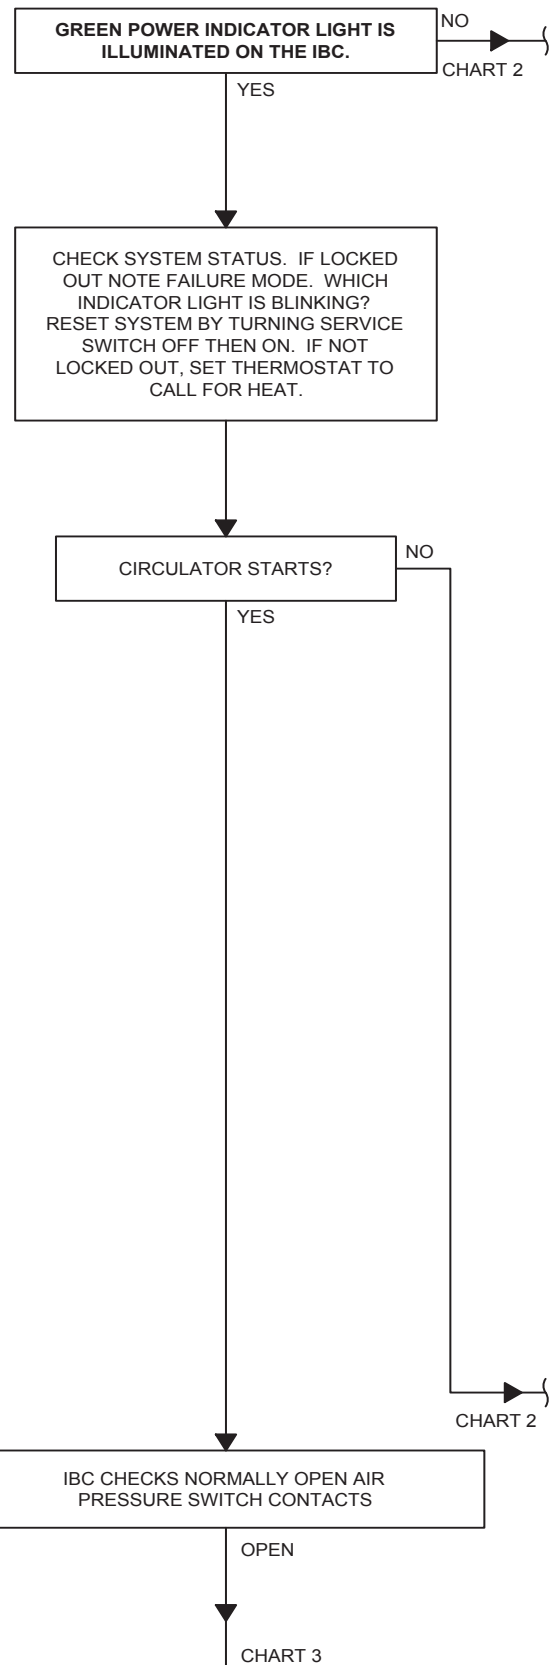 GREEN POWER INDICATOR LIGHT IS
ILLUMINATED ON THE IBC.
NO
CHART 2
YES
CHECK SYSTEM STATUS. IF LOCKED
OUT NOTE FAILURE MODE. WHICH
INDICATOR LIGHT IS BLINKING?
RESET SYSTEM BY TURNING SERVICE
SWITCH OFF THEN ON. IF NOT
LOCKED OUT, SET THERMOSTAT TO
CALL FOR HEAT.
CIRCULATOR STARTS?
NO
YES
CHART 2
IBC CHECKS NORMALLY OPEN AIR
PRESSURE SWITCH CONTACTS
OPEN
CHART 3